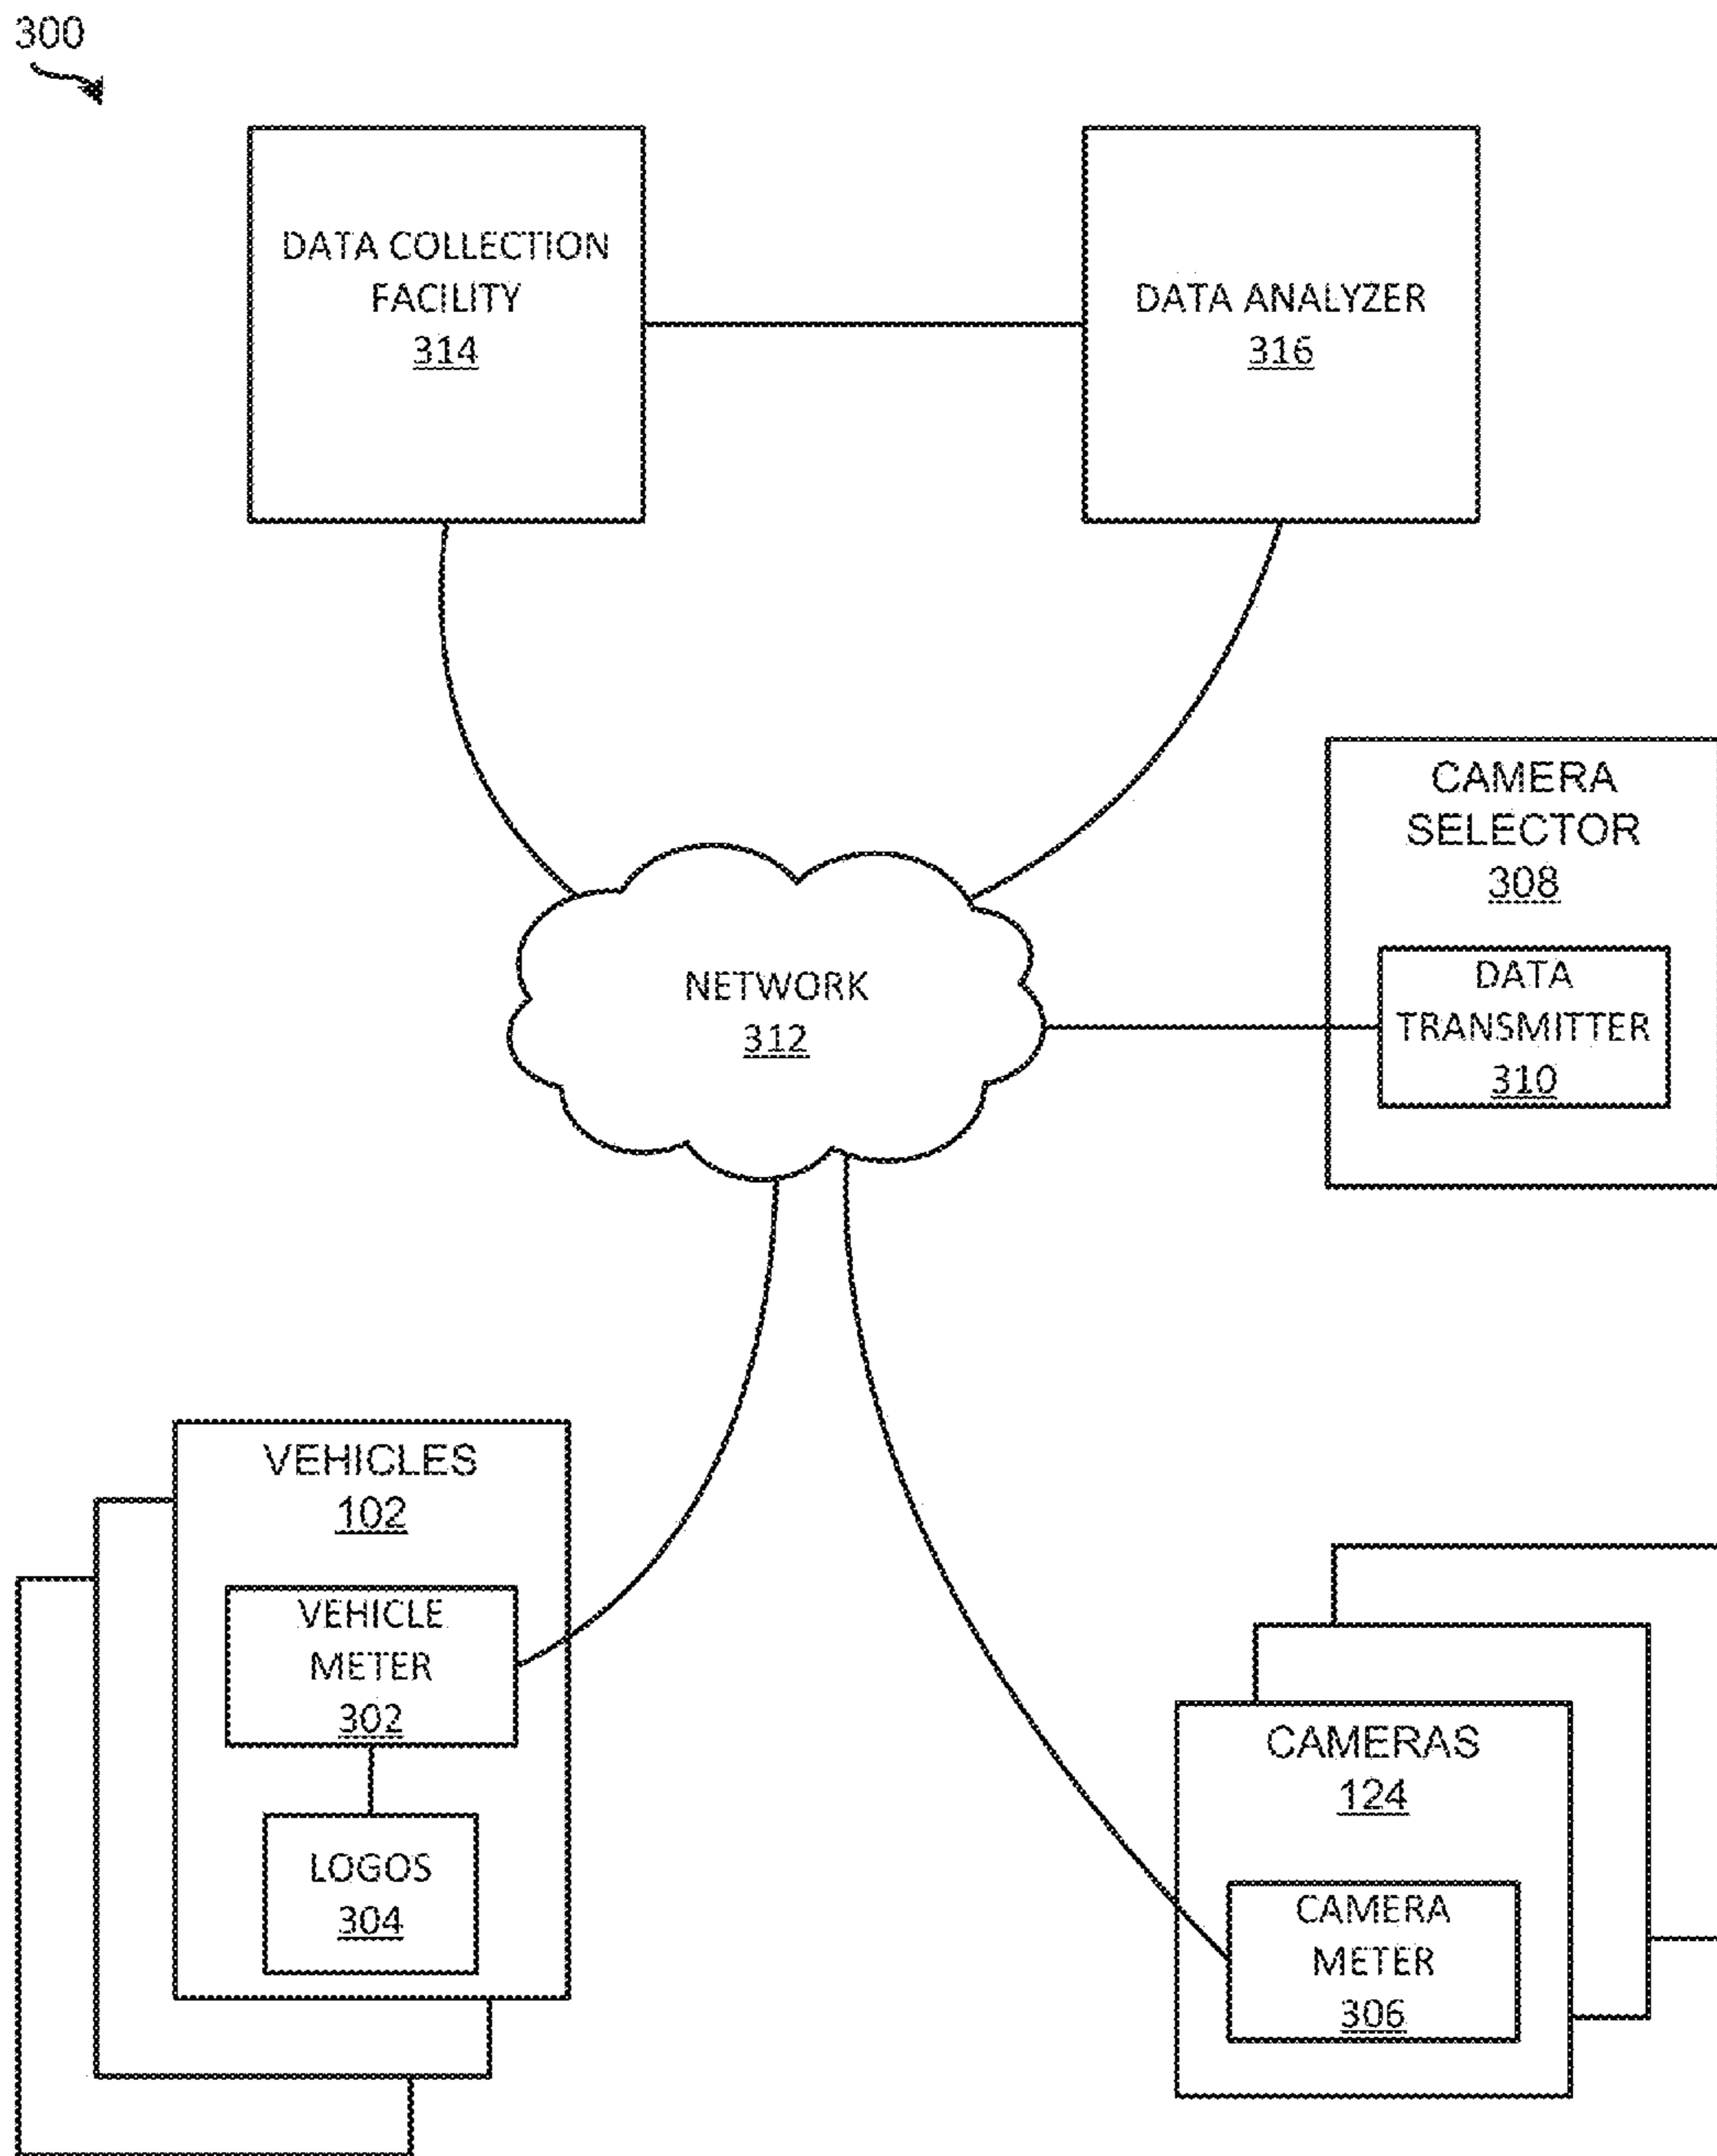 300
DATA COLLECTION
FACILITY
314
DATA ANALYZER
316
CAMERA
SELECTOR
308
DATA
TRANSMITTER
310
NETWORK
312
VEHICLES
102
VEHICLE
METER
302
LOGOS
304
CAMERAS
124
CAMERA
METER
306